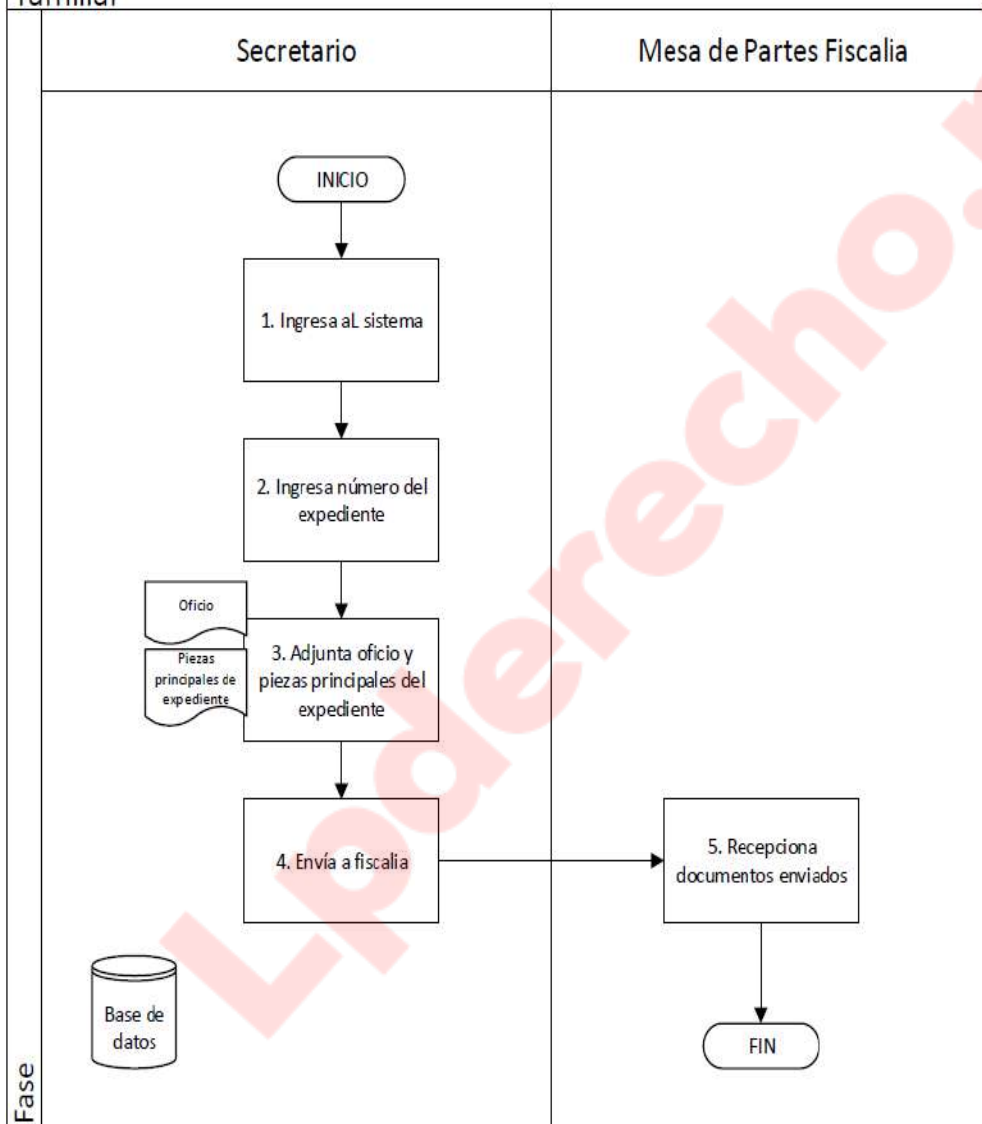 familiar
Secretario
Mesa de Partes Fiscalia
INICIO
1. Ingresa aL sistema
2. Ingresa número del
expediente
Oficio
Piezas
principales de
expediente
3. Adjunta oficio y
piezas principales del
expediente
4. Envía a fiscalia
5. Recepciona
documentos enviados
Base de
datos
FIN
Fase
Lpderecho.